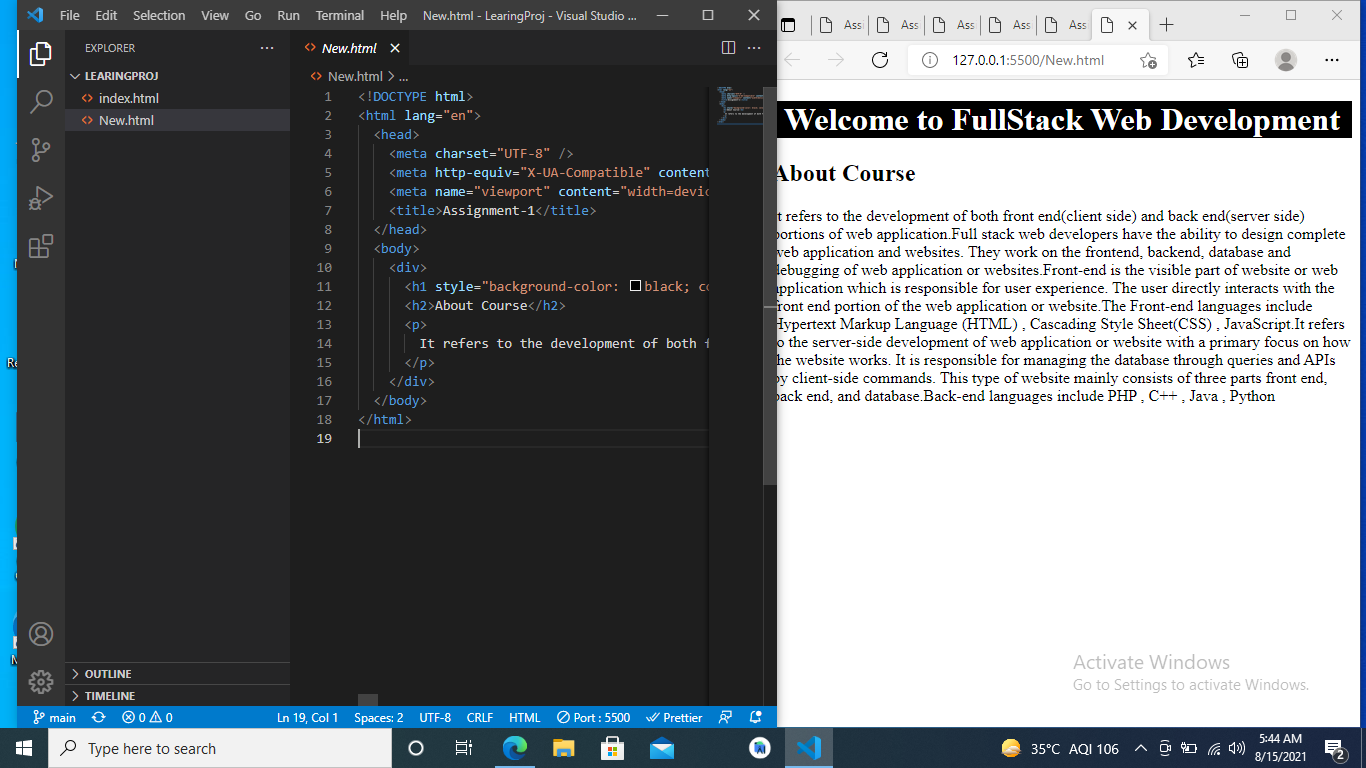 File Edit Selection View Go Run Terminal Help New.html - LearingProj - Visual Studio ...
EXPLORER
LEARINGPROJ
index.html
New.html
OUTLINE
TIMELINE
New.html
New.html > ...
1 <!DOCTYPE html>
2 <html lang="en">
3 <head>
4 <meta charset="UTF-8" />
5 <meta http-equiv="X-UA-Compatible" content
6 <meta name="viewport" content="width=devic
7 <title>Assignment-1</title>
8 </head>
9 <body>
10 <div>
11 <h1 style="background-color: black; co
12 <h2>About Course</h2>
13 <p>
14 It refers to the development of both f
15 </p>
16 </div>
17 </body>
18 </html>
19
main 0 0 Ln 19, Col 1 Spaces: 2 UTF-8 CRLF HTML Port : 5500 Prettier
Ass Ass Ass Ass Ass
127.0.0.1:5500/New.html
Welcome to FullStack Web Development
About Course
t refers to the development of both front end(client side) and back end(server side)
portions of web application.Full stack web developers have the ability to design complete
web application and websites. They work on the frontend, backend, database and
debugging of web application or websites.Front-end is the visible part of website or web
application which is responsible for user experience. The user directly interacts with the
front end portion of the web application or website.The Front-end languages include
Hypertext Markup Language (HTML) , Cascading Style Sheet(CSS) , JavaScript.It refers
to the server-side development of web application or website with a primary focus on how
the website works. It is responsible for managing the database through queries and APIs
by client-side commands. This type of website mainly consists of three parts front end,
back end, and database.Back-end languages include PHP , C++ , Java , Python
Activate Windows
Go to Settings to activate Windows.
Type here to search
35°C AQI 106
5:44 AM
8/15/2021
2